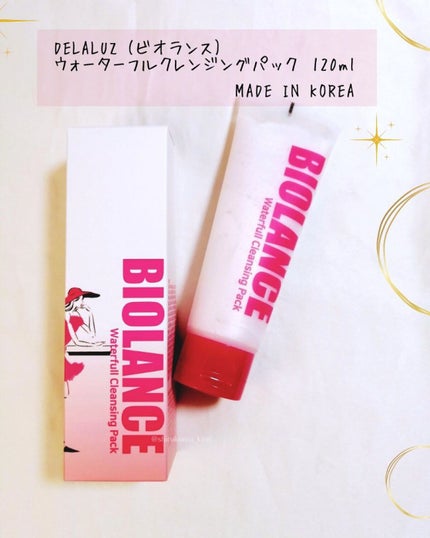 DELALUZ (ビオランス)
ウォーターフルクレンジングパック 120ml
MADE IN KOREA
BIOLANCE
Waterfull Cleansing Pack
BIOLANCE
Waterfull Cleansing Pack